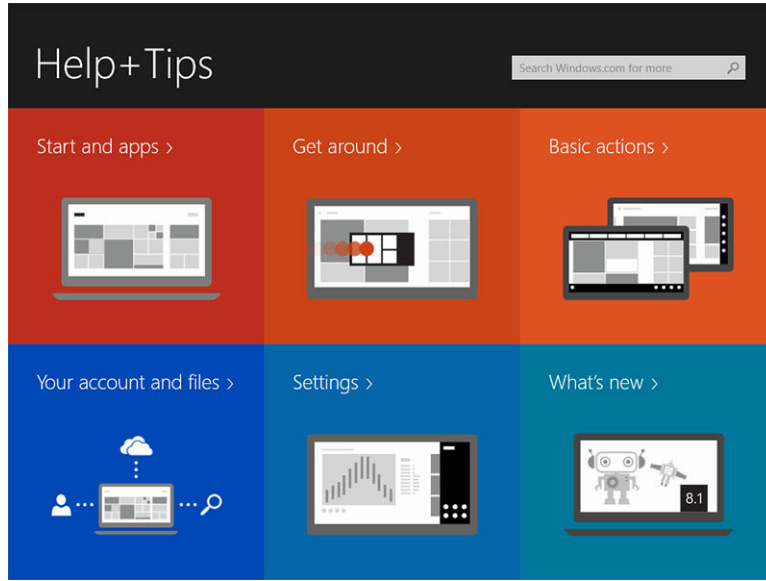 Help+Tips
Search Windows.com for more
Start and apps >
Get around >
Basic actions >
Your account and files >
Settings >
What's new >
8.1